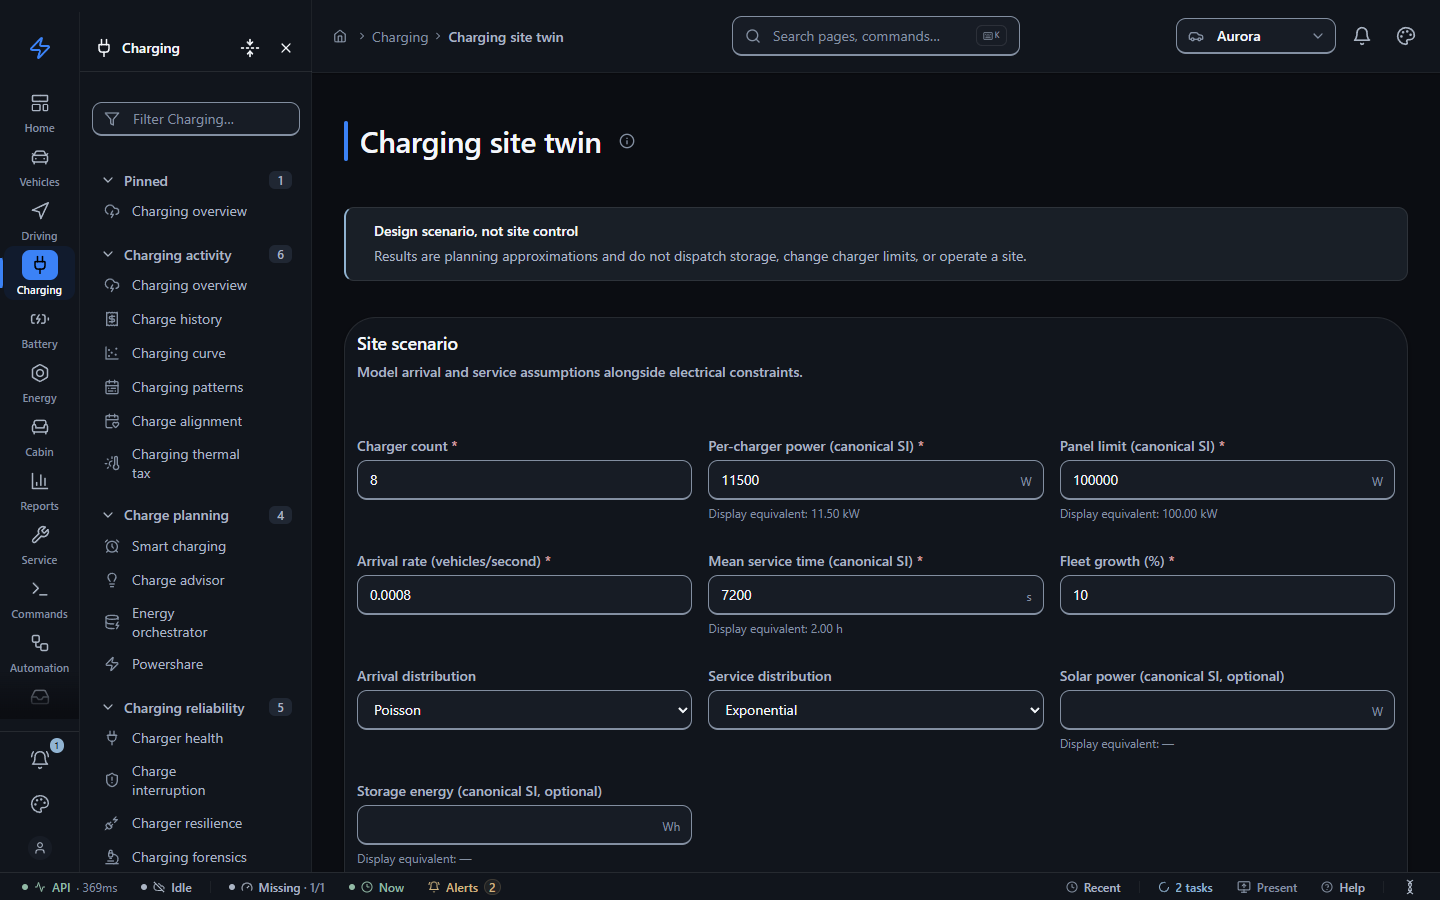 Home
Vehicles
Driving
Charging
Battery
Energy
Cabin
Reports
Service
Commands
Automation
1
Charging
Filter Charging...
Pinned 1
Charging overview
Charging activity 6
Charging overview
Charge history
Charging curve
Charging patterns
Charge alignment
Charging thermal
tax
Charge planning 4
Smart charging
Charge advisor
Energy
orchestrator
Powershare
Charging reliability 5
Charger health
Charge
interruption
Charger resilience
Charging forensics
Charging Charging site twin
Search pages, commands... K
Aurora
Charging site twin
Design scenario, not site control
Results are planning approximations and do not dispatch storage, change charger limits, or operate a site.
Site scenario
Model arrival and service assumptions alongside electrical constraints.
Charger count * Per-charger power (canonical SI) * Panel limit (canonical SI) *
8 11500 W 100000 W
Display equivalent: 11.50 kW Display equivalent: 100.00 kW
Arrival rate (vehicles/second) * Mean service time (canonical SI) * Fleet growth (%) *
0.0008 7200 s 10
Display equivalent: 2.00 h
Arrival distribution Service distribution Solar power (canonical SI, optional)
Poisson Exponential W
Display equivalent: —
Storage energy (canonical SI, optional)
Wh
Display equivalent: —
API · 369ms Idle Missing · 1/1 Now Alerts 2 Recent 2 tasks Present Help